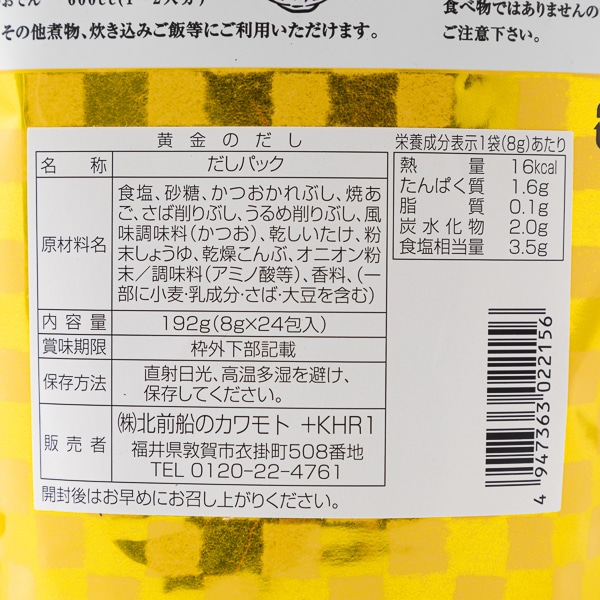 その他煮物、炊き込みご飯等にご利用いただけます。
食べ物ではありませんの
ご注意下さい。
黄金のだし
名称 だしパック
原材料名 食塩、砂糖、かつおかれぶし、焼あ
ご、さば削りぶし、うるめ削りぶし、風
味調味料(かつお)、乾しいたけ、粉
末しょうゆ、乾燥こんぶ、オニオン粉
末/調味料(アミノ酸等)、香料、(一
部に小麦・乳成分・さば・大豆を含む)
内容量 192g(8g×24包入)
賞味期限 枠外下部記載
保存方法 直射日光、高温多湿を避け、
保存してください。
販売者 ㈱北前船のカワモト +KHR1
福井県敦賀市衣掛町508番地
TEL 0120-22-4761
開封後はお早めにお召し上がりください。
栄養成分表示1袋(8g)あたり
熱量 16kcal
たんぱく質 1.6g
脂質 0.1g
炭水化物 2.0g
食塩相当量 3.5g
4 947363 022156